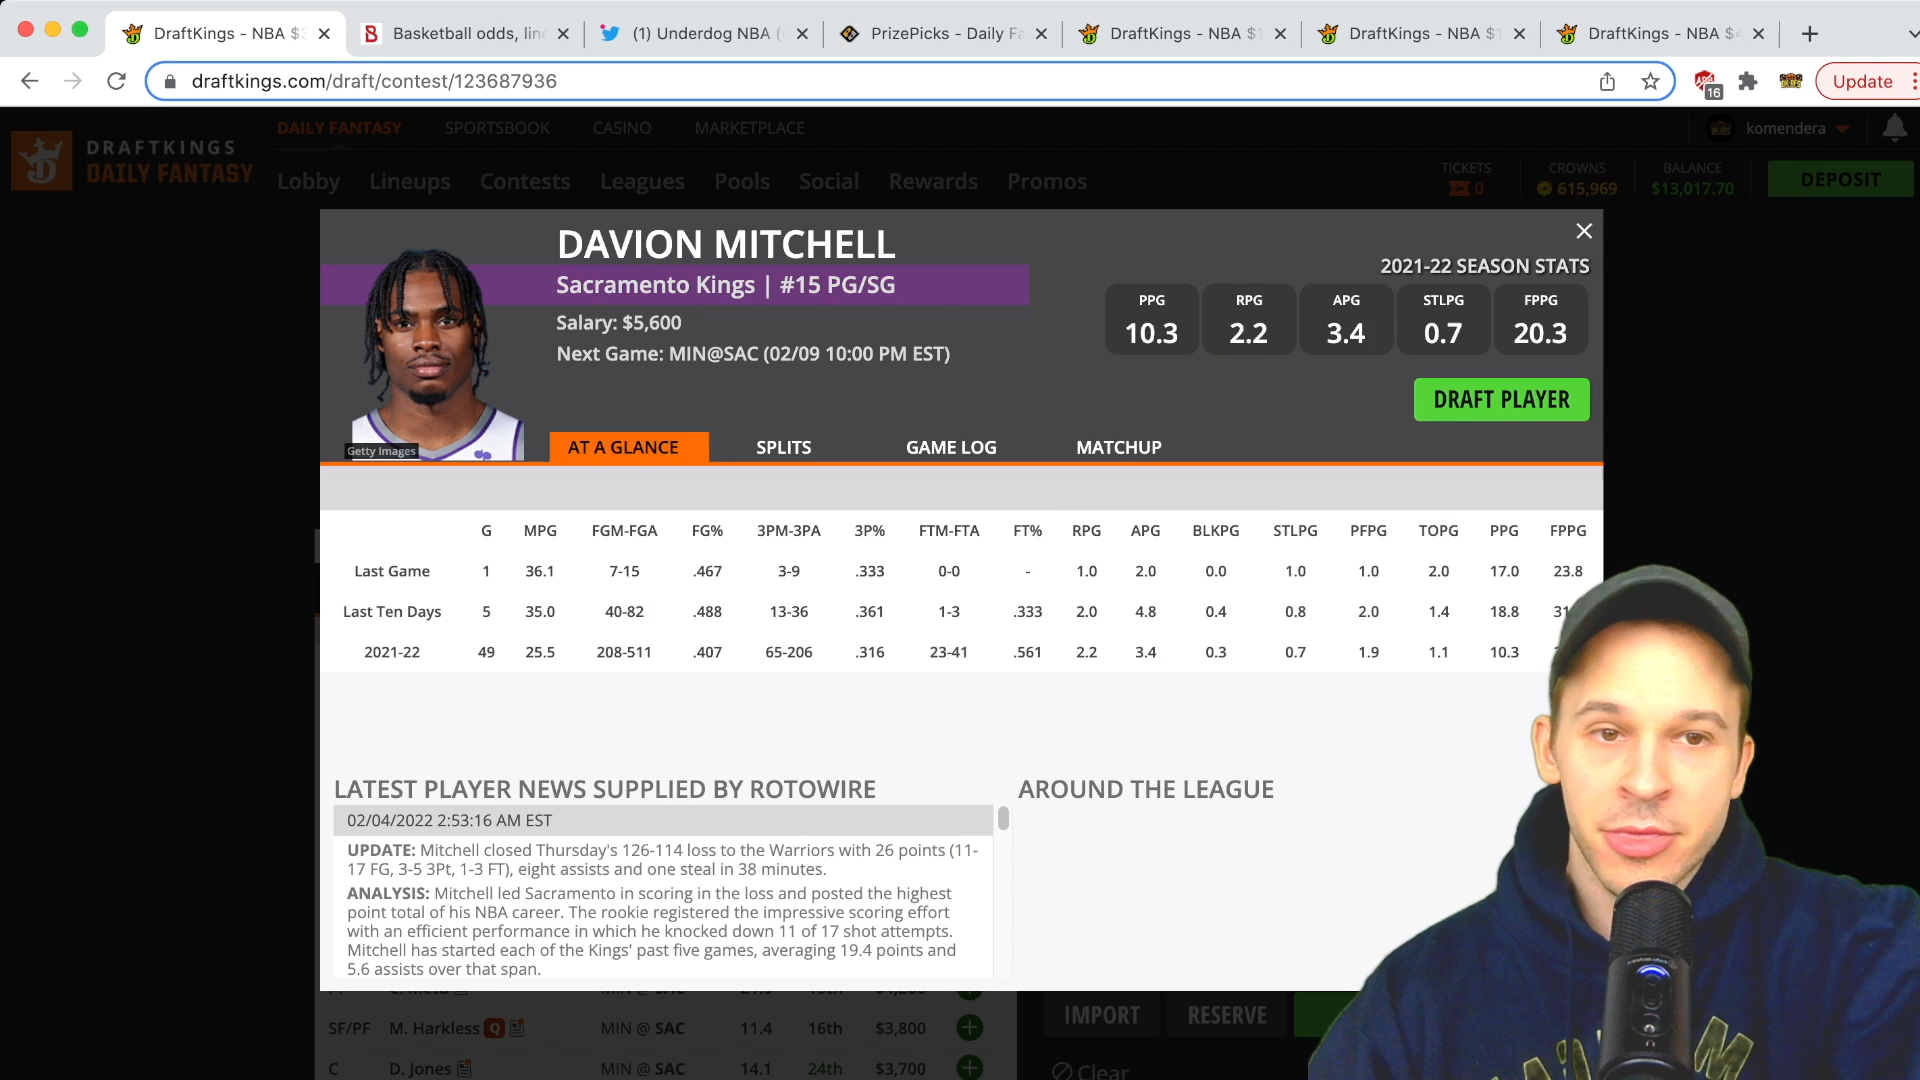 DraftKings - NBA $
Basketball odds, lin
(1) Underdog NBA (
PrizePicks - Daily Fa
DraftKings - NBA $1
DraftKings - NBA $1
DraftKings - NBA $
draftkings.com/draft/contest/123687936
16
Update
DRAFTKINGS
DAILY FANTASY
DAILY FANTASY SPORTSBOOK CASINO MARKETPLACE
komendera
Lobby Lineups Contests Leagues Pools Social Rewards Promos
TICKETS
0
CROWNS
615,969
BALANCE
$13,017.70
DEPOSIT
DAVION MITCHELL
Sacramento Kings | #15 PG/SG
Salary: $5,600
Next Game: MIN@SAC (02/09 10:00 PM EST)
Getty Images
2021-22 SEASON STATS
PPG RPG APG STLPG FPPG
10.3 2.2 3.4 0.7 20.3
DRAFT PLAYER
AT A GLANCE SPLITS GAME LOG MATCHUP
G MPG FGM-FGA FG% 3PM-3PA 3P% FTM-FTA FT% RPG APG BLKPG STLPG PFPG TOPG PPG FPPG
Last Game 1 36.1 7-15 .467 3-9 .333 0-0 - 1.0 2.0 0.0 1.0 1.0 2.0 17.0 23.8
Last Ten Days 5 35.0 40-82 .488 13-36 .361 1-3 .333 2.0 4.8 0.4 0.8 2.0 1.4 18.8 31
2021-22 49 25.5 208-511 .407 65-206 .316 23-41 .561 2.2 3.4 0.3 0.7 1.9 1.1 10.3
LATEST PLAYER NEWS SUPPLIED BY ROTOWIRE
02/04/2022 2:53:16 AM EST
UPDATE: Mitchell closed Thursday's 126-114 loss to the Warriors with 26 points (11-
17 FG, 3-5 3Pt, 1-3 FT), eight assists and one steal in 38 minutes.
ANALYSIS: Mitchell led Sacramento in scoring in the loss and posted the highest
point total of his NBA career. The rookie registered the impressive scoring effort
with an efficient performance in which he knocked down 11 of 17 shot attempts.
Mitchell has started each of the Kings' past five games, averaging 19.4 points and
5.6 assists over that span.
AROUND THE LEAGUE
SF/PF M. Harkless Q MIN @ SAC 11.4 16th $3,800
C D. Jones MIN @ SAC 14.1 24th $3,700
IMPORT RESERVE
Clear